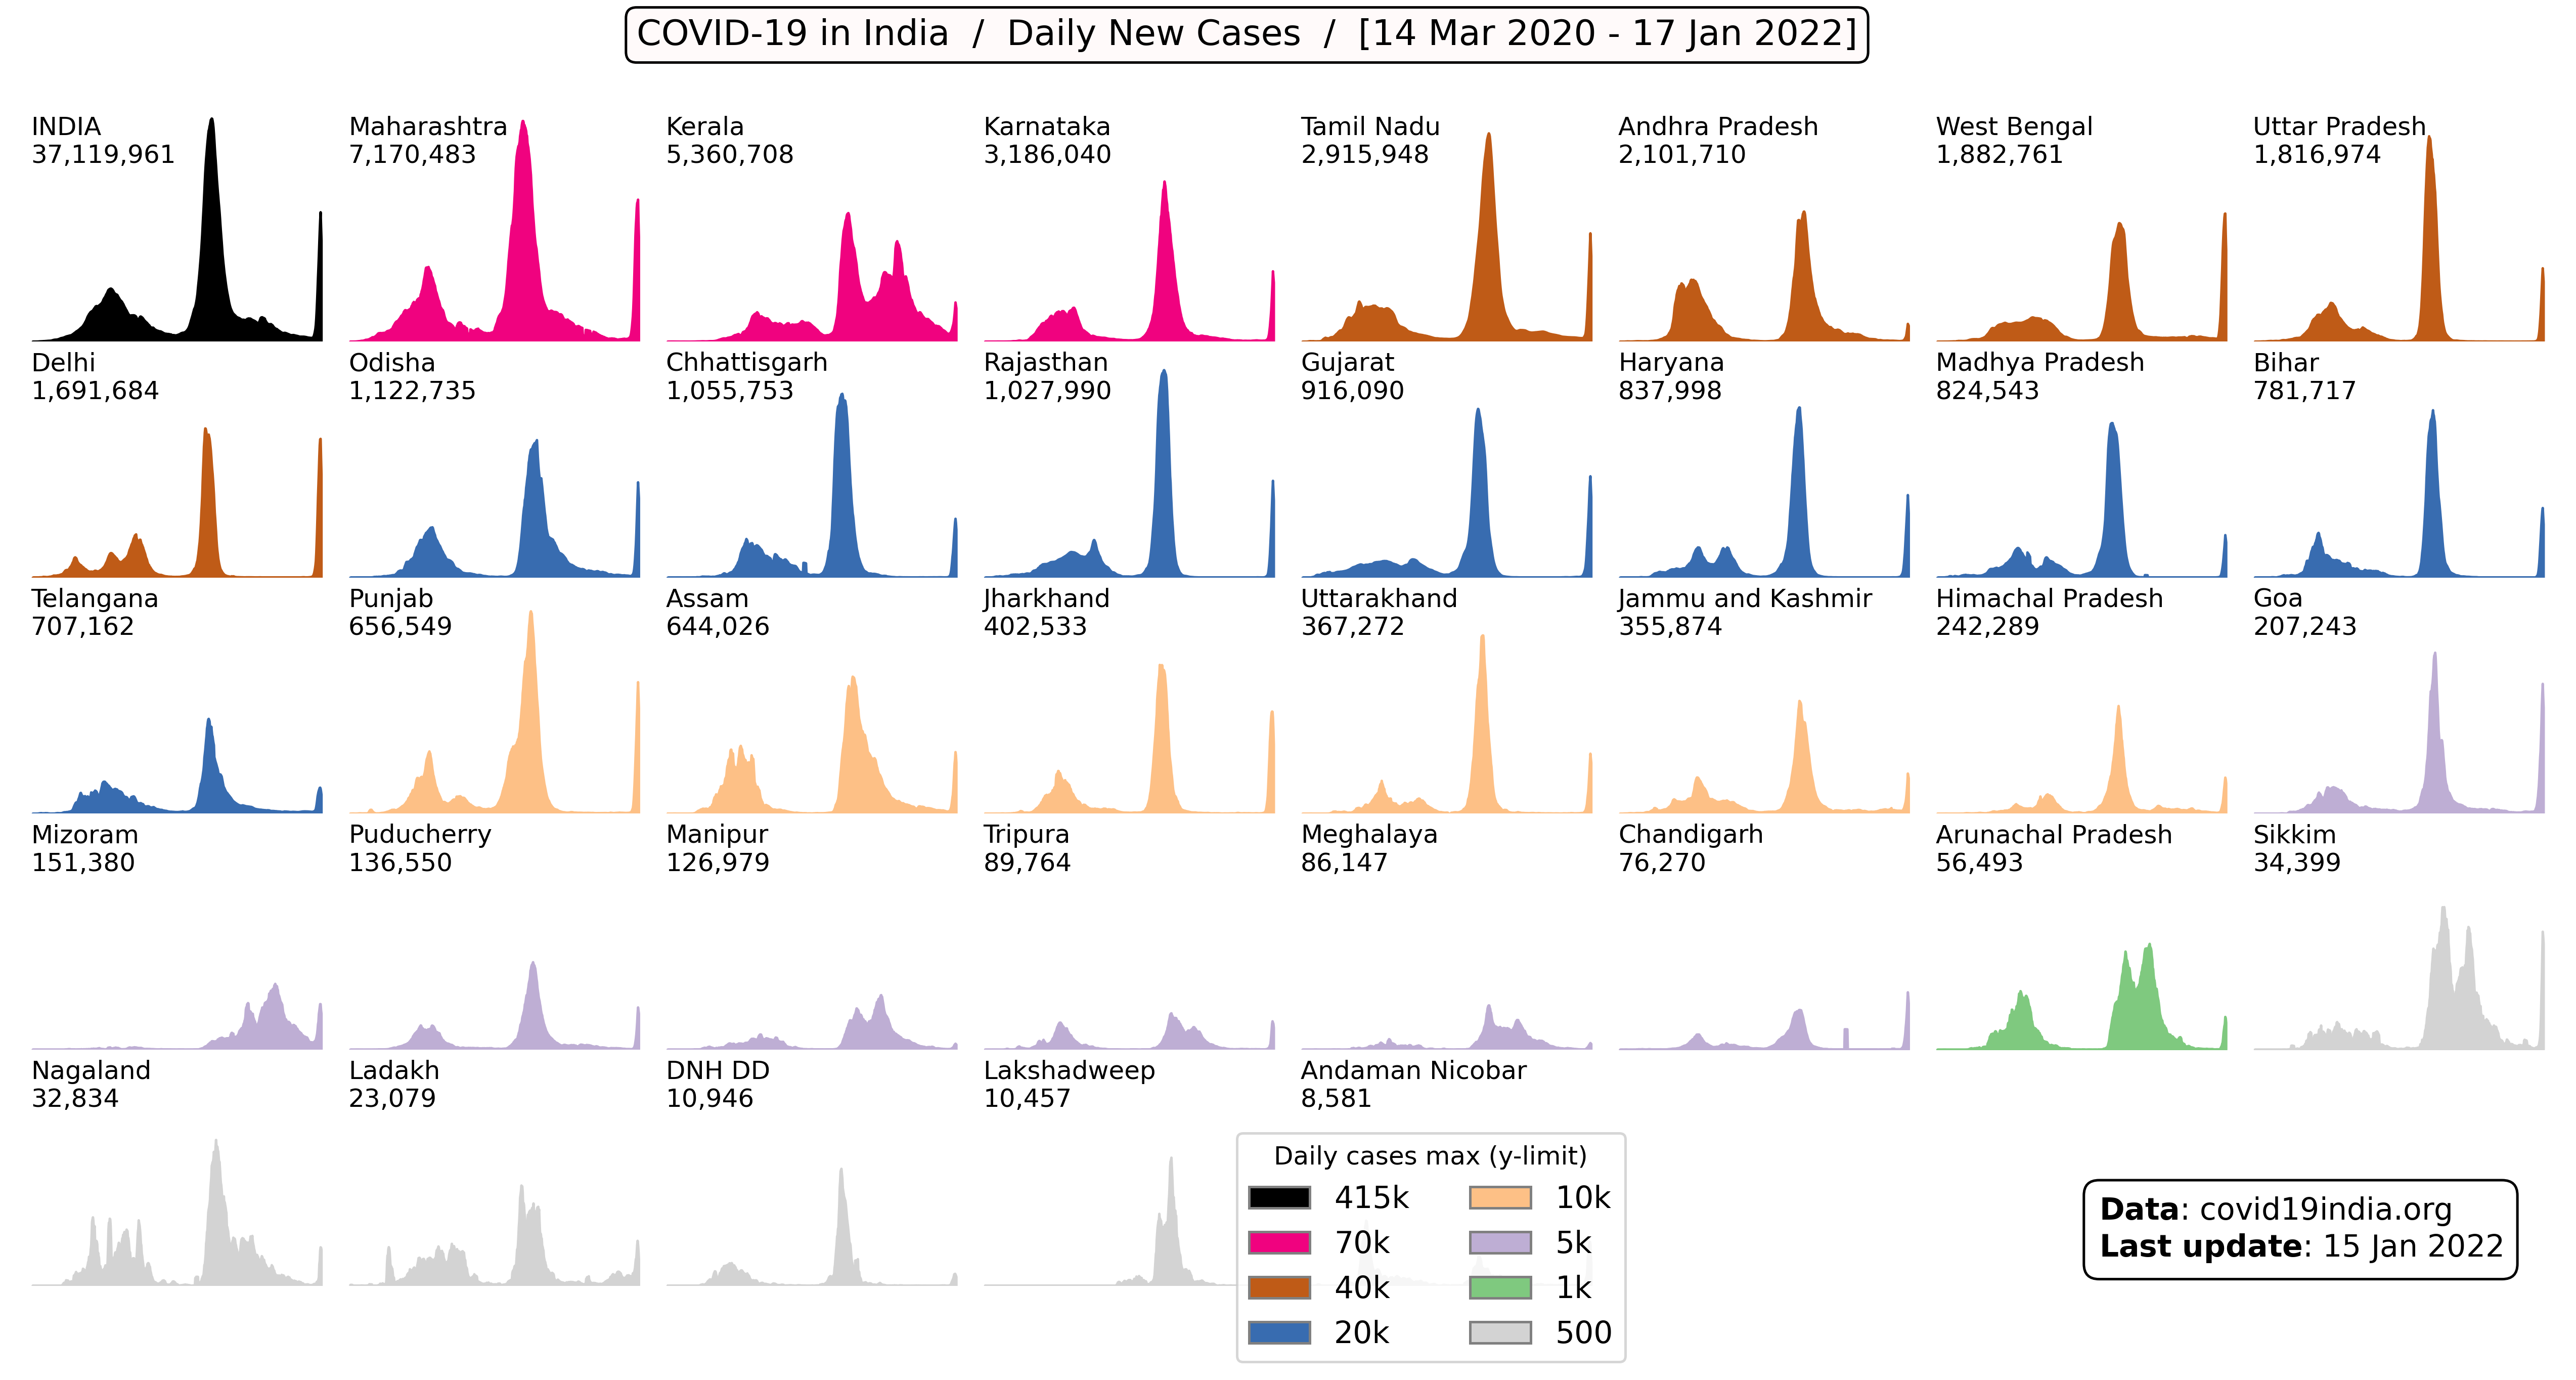 COVID-19 in India / Daily New Cases / [14 Mar 2020 - 17 Jan 2022]
INDIA
37,119,961
Maharashtra
7,170,483
Kerala
5,360,708
Karnataka
3,186,040
Tamil Nadu
2,915,948
Andhra Pradesh
2,101,710
West Bengal
1,882,761
Uttar Pradesh
1,816,974
Delhi
1,691,684
Odisha
1,122,735
Chhattisgarh
1,055,753
Rajasthan
1,027,990
Gujarat
916,090
Haryana
837,998
Madhya Pradesh
824,543
Bihar
781,717
Telangana
707,162
Punjab
656,549
Assam
644,026
Jharkhand
402,533
Uttarakhand
367,272
Jammu and Kashmir
355,874
Himachal Pradesh
242,289
Goa
207,243
Mizoram
151,380
Puducherry
136,550
Manipur
126,979
Tripura
89,764
Meghalaya
86,147
Chandigarh
76,270
Arunachal Pradesh
56,493
Sikkim
34,399
Nagaland
32,834
Ladakh
23,079
DNH DD
10,946
Lakshadweep
10,457
Andaman Nicobar
8,581
Daily cases max (y-limit)
415k
70k
40k
20k
10k
5k
1k
500
Data: covid19india.org
Last update: 15 Jan 2022